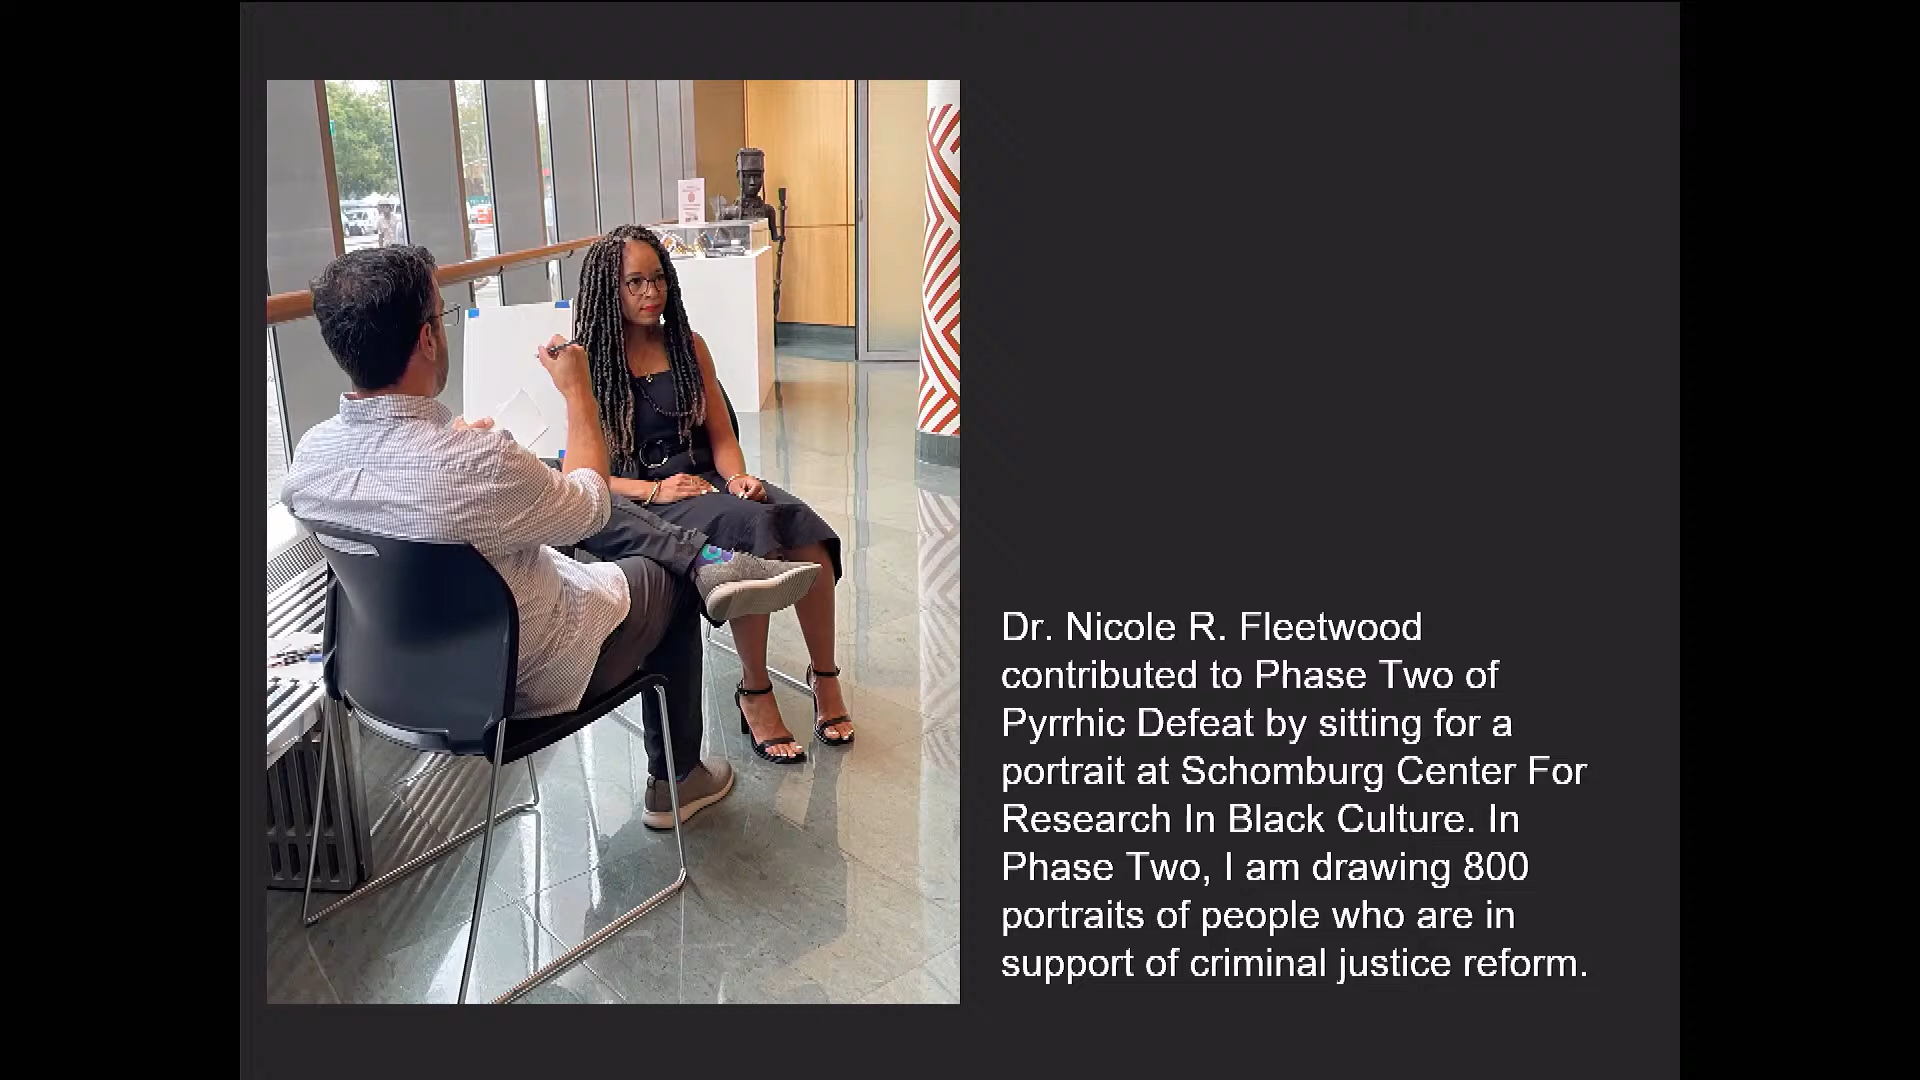 Dr. Nicole R. Fleetwood
contributed to Phase Two of
Pyrrhic Defeat by sitting for a
portrait at Schomburg Center For
Research In Black Culture. In
Phase Two, I am drawing 800
portraits of people who are in
support of criminal justice reform.